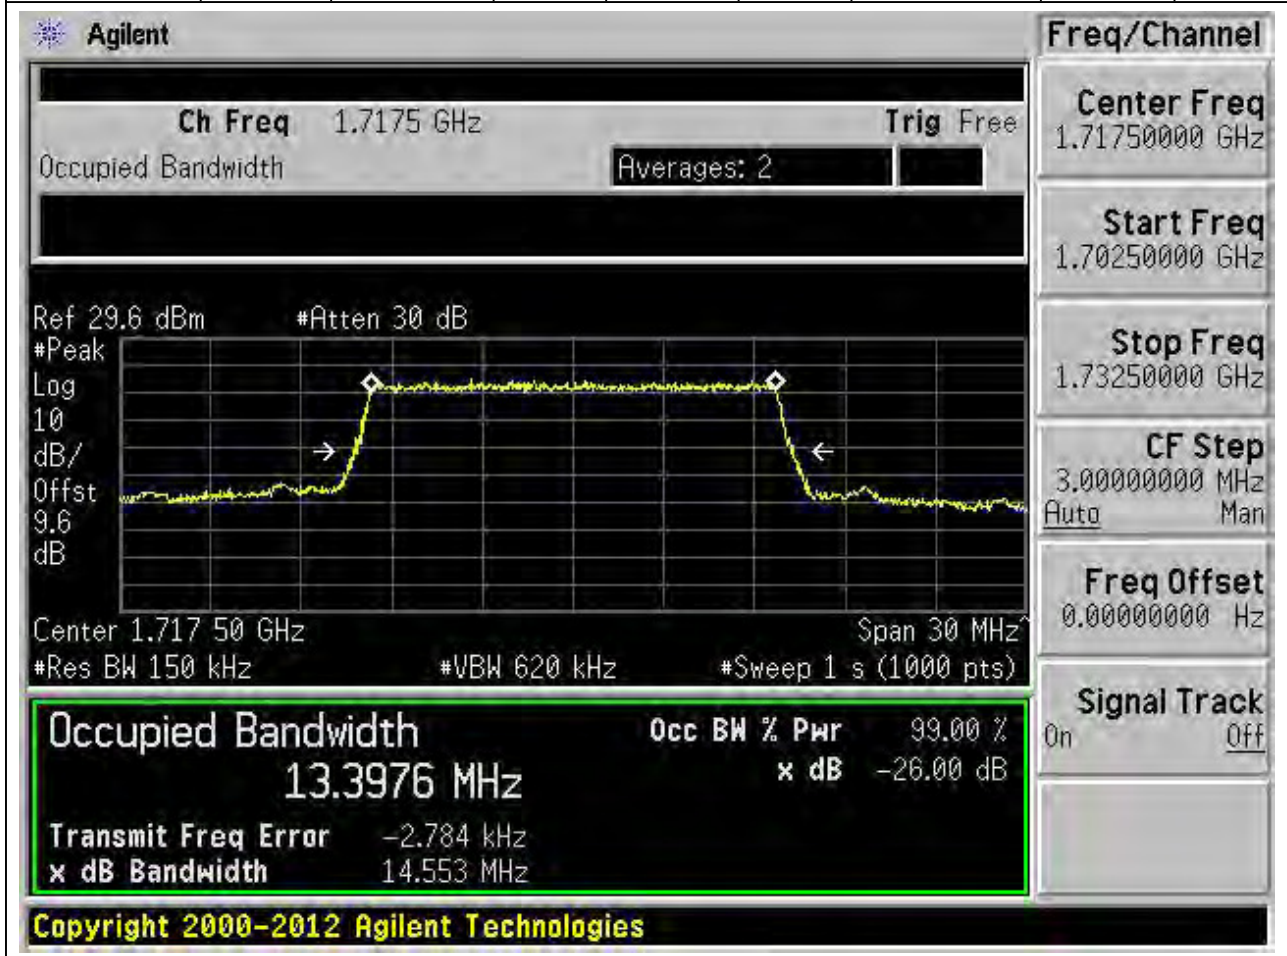 Agilent
Freq/Channel
Ch Freq 1.7175 GHz
Trig Free
Occupied Bandwidth
Averages: 2
Center Freq
1.71750000 GHz
Start Freq
1.70250000 GHz
Stop Freq
1.73250000 GHz
CF Step
3.00000000 MHz
Auto Man
Freq Offset
0.00000000 Hz
Signal Track
On Off
Ref 29.6 dBm #Atten 30 dB
#Peak
Log
10
dB/
Offst
9.6
dB
Center 1.717 50 GHz Span 30 MHz^
#Res BW 150 kHz #VBW 620 kHz #Sweep 1 s (1000 pts)
Occupied Bandwidth
13.3976 MHz
Occ BW % Pwr 99.00 %
x dB -26.00 dB
Transmit Freq Error -2.784 kHz
x dB Bandwidth 14.553 MHz
Copyright 2000-2012 Agilent Technologies